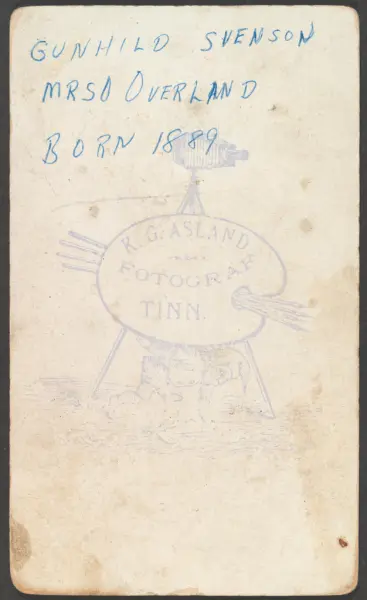 GUNHILD SVENSON
MRS O OVERLAND
BORN 1889
K. G. ASLAND
FOTOGRAF
TINN.